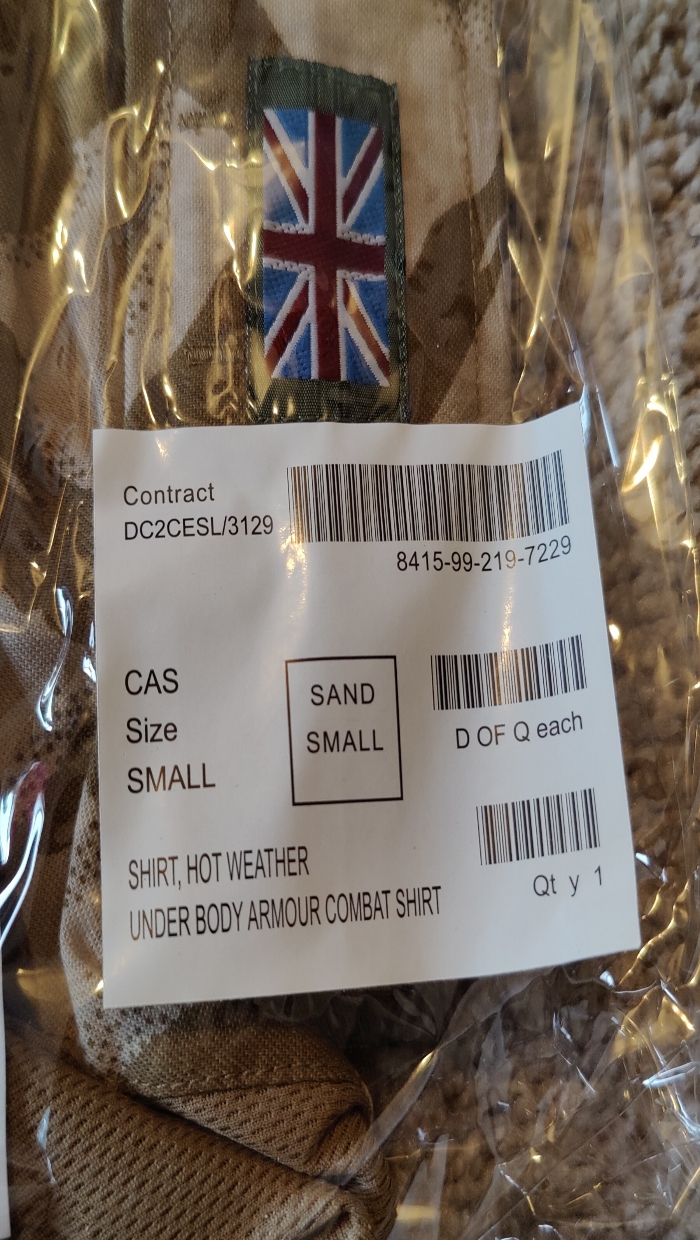 Contract
DC2CESL/3129
8415-99-219-7229
CAS
Size
SMALL
SAND
SMALL
D OF Q each
Qt y 1
SHIRT, HOT WEATHER
UNDER BODY ARMOUR COMBAT SHIRT